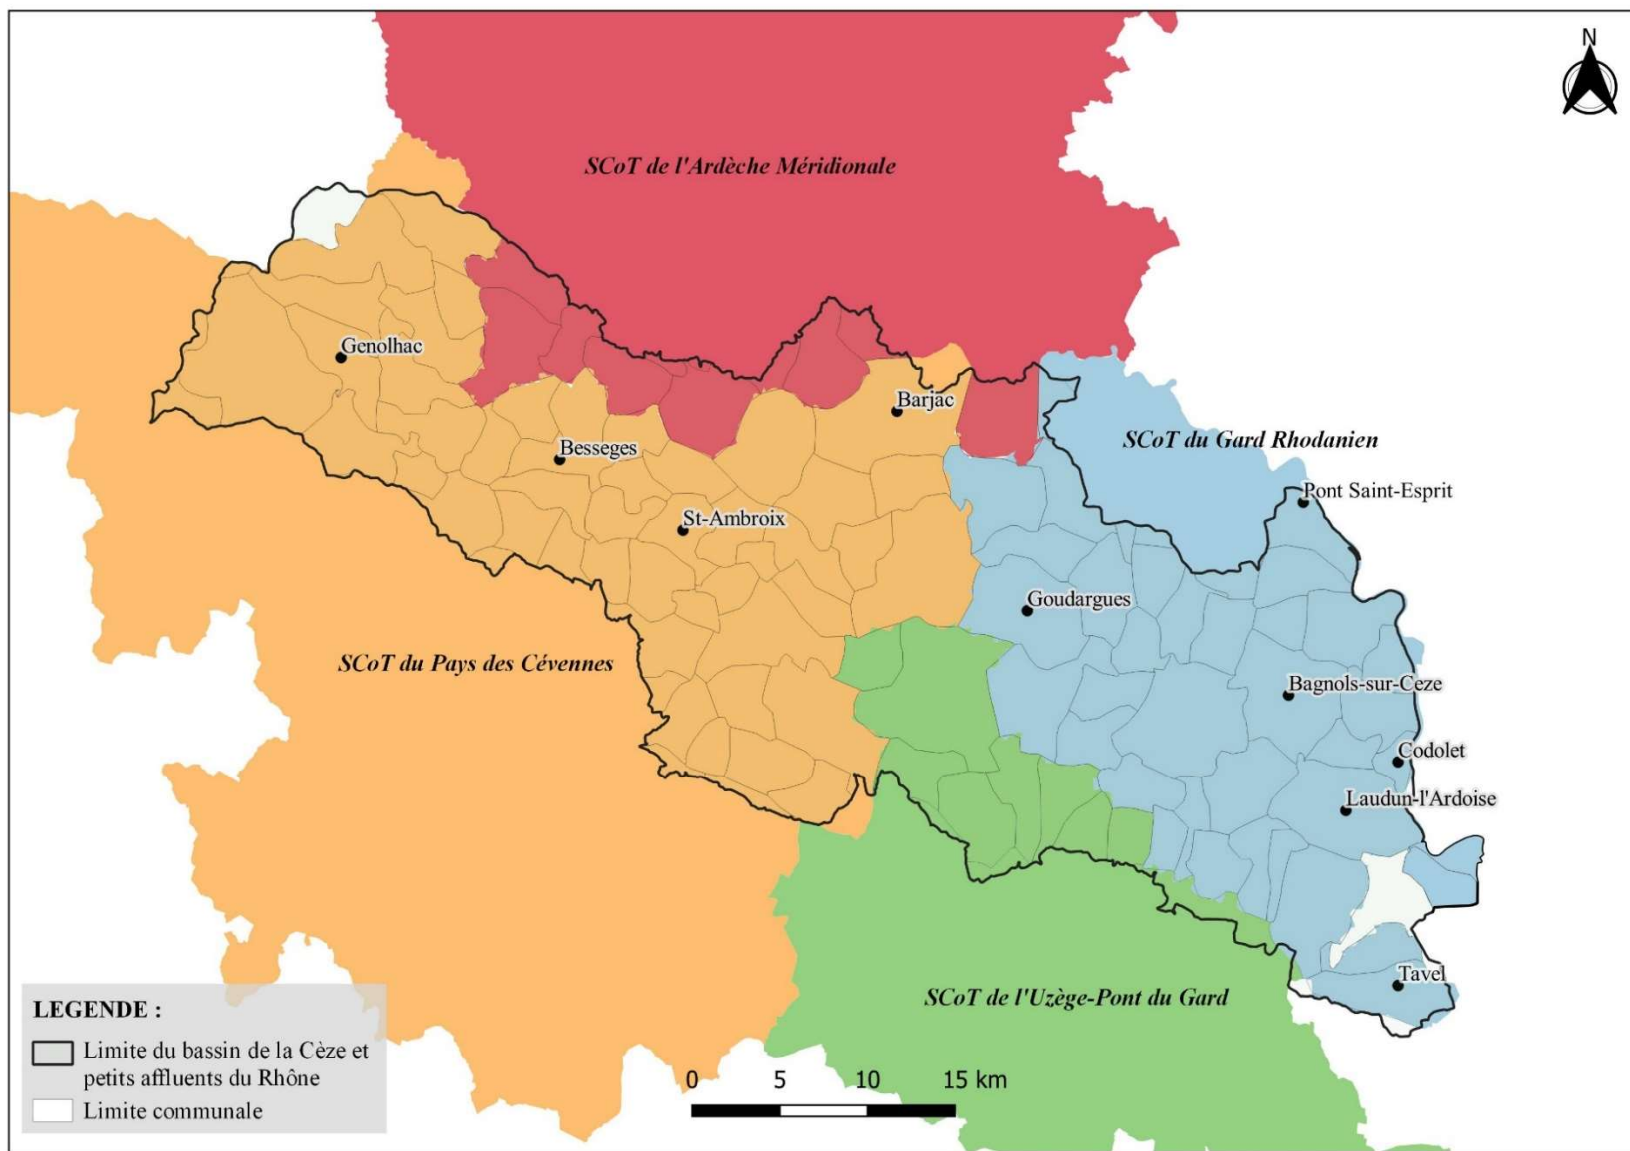 N
SCoT de l'Ardèche Méridionale
Genolhac
Barjac
SCoT du Gard Rhodanien
Besseges
Pont Saint-Esprit
St-Ambroix
Goudargues
SCoT du Pays des Cévennes
Bagnols-sur-Ceze
Codolet
Laudun-l'Ardoise
Tavel
SCoT de l'Uzège-Pont du Gard
LEGENDE :
Limite du bassin de la Cèze et
petits affluents du Rhône
Limite communale
0 5 10 15 km